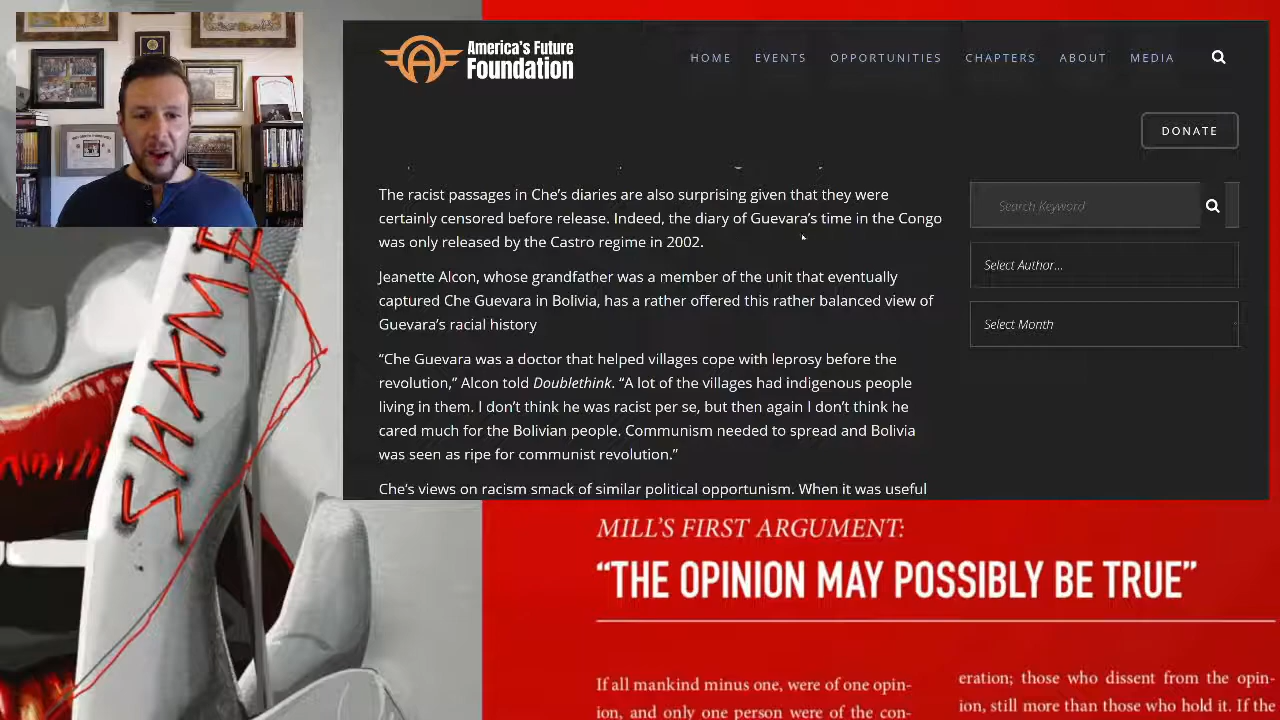 America's Future
Foundation
HOME EVENTS OPPORTUNITIES CHAPTERS ABOUT MEDIA
DONATE
The racist passages in Che's diaries are also surprising given that they were
certainly censored before release. Indeed, the diary of Guevara's time in the Congo
was only released by the Castro regime in 2002.
Jeanette Alcon, whose grandfather was a member of the unit that eventually
captured Che Guevara in Bolivia, has a rather offered this rather balanced view of
Guevara's racial history
“Che Guevara was a doctor that helped villages cope with leprosy before the
revolution,” Alcon told Doublethink. “A lot of the villages had indigenous people
living in them. I don't think he was racist per se, but then again I don't think he
cared much for the Bolivian people. Communism needed to spread and Bolivia
was seen as ripe for communist revolution.”
Che's views on racism smack of similar political opportunism. When it was useful
Search Keyword
Select Author...
Select Month
SHAME
MILL'S FIRST ARGUMENT:
“THE OPINION MAY POSSIBLY BE TRUE”
If all mankind minus one, were of one opin-
ion, and only one person were of the con-
eration; those who dissent from the opin-
ion, still more than those who hold it. If the